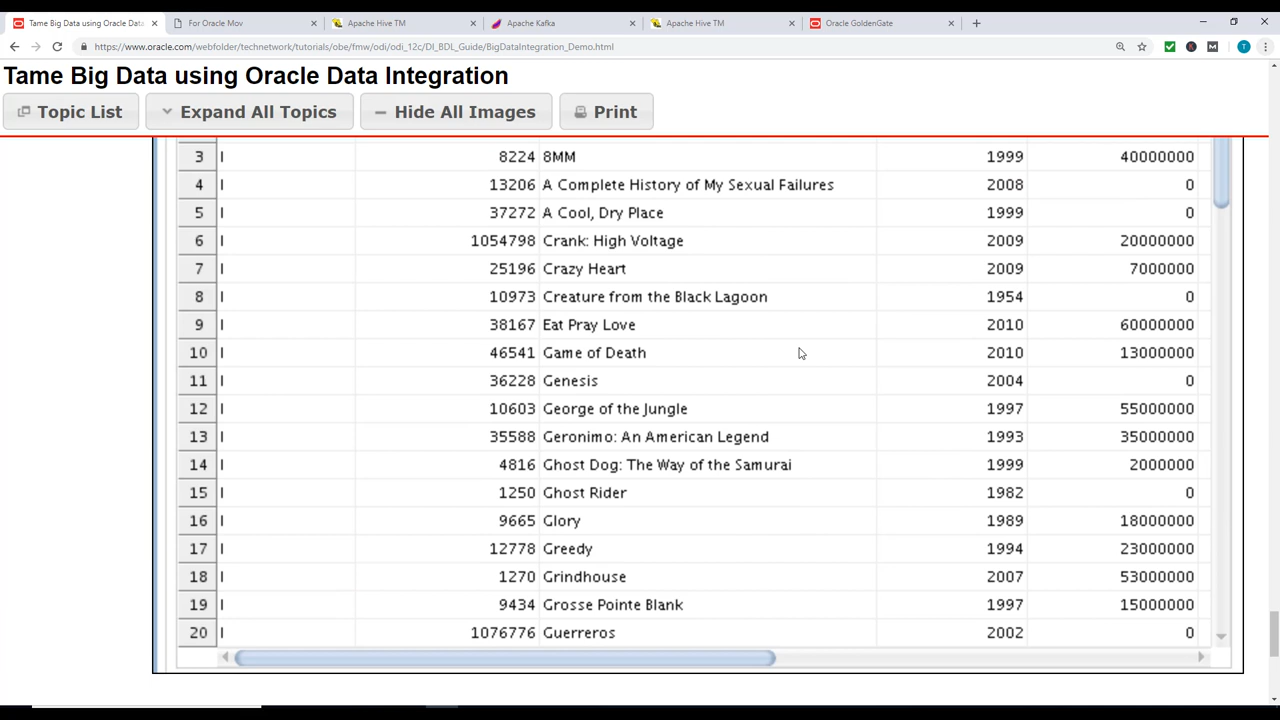 Tame Big Data using Oracle Data
For Oracle Mov
Apache Hive TM
Apache Kafka
Apache Hive TM
Oracle GoldenGate
https://www.oracle.com/webfolder/technetwork/tutorials/obe/fmw/odi/odi_12c/DI_BDL_Guide/BigDataIntegration_Demo.html
T
Tame Big Data using Oracle Data Integration
Topic List Expand All Topics Hide All Images Print
3 I 8224 8MM 1999 40000000
4 I 13206 A Complete History of My Sexual Failures 2008 0
5 I 37272 A Cool, Dry Place 1999 0
6 I 1054798 Crank: High Voltage 2009 20000000
7 I 25196 Crazy Heart 2009 7000000
8 I 10973 Creature from the Black Lagoon 1954 0
9 I 38167 Eat Pray Love 2010 60000000
10 I 46541 Game of Death 2010 13000000
11 I 36228 Genesis 2004 0
12 I 10603 George of the Jungle 1997 55000000
13 I 35588 Geronimo: An American Legend 1993 35000000
14 I 4816 Ghost Dog: The Way of the Samurai 1999 2000000
15 I 1250 Ghost Rider 1982 0
16 I 9665 Glory 1989 18000000
17 I 12778 Greedy 1994 23000000
18 I 1270 Grindhouse 2007 53000000
19 I 9434 Grosse Pointe Blank 1997 15000000
20 I 1076776 Guerreros 2002 0